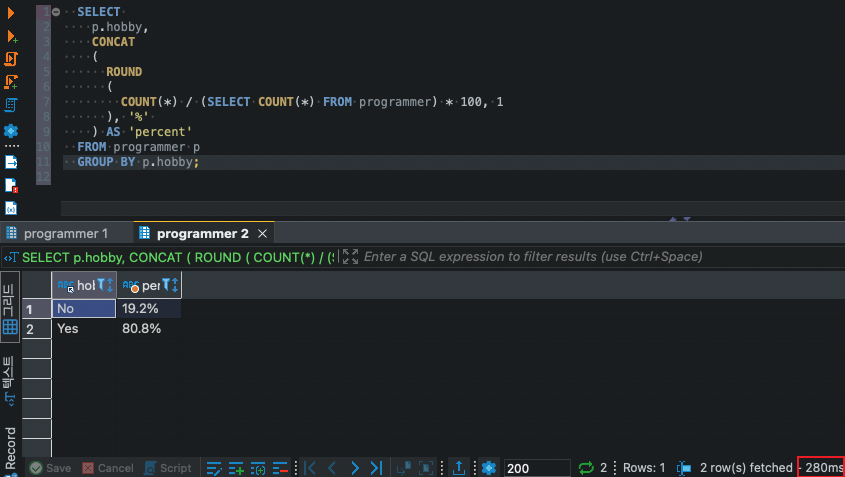 1 SELECT
2 p.hobby,
3 CONCAT
4 (
5 ROUND
6 (
7 COUNT(*) / (SELECT COUNT(*) FROM programmer) * 100, 1
8 ), '%'
9 ) AS 'percent'
10 FROM programmer p
11 GROUP BY p.hobby;
12
programmer 1 programmer 2
SELECT p.hobby, CONCAT ( ROUND ( COUNT(*) / (S Enter a SQL expression to filter results (use Ctrl+Space)
그리드
ABC hob ABC per
1 No 19.2%
2 Yes 80.8%
텍스트
Record
Save Cancel Script 200 2 Rows: 1 2 row(s) fetched - 280ms